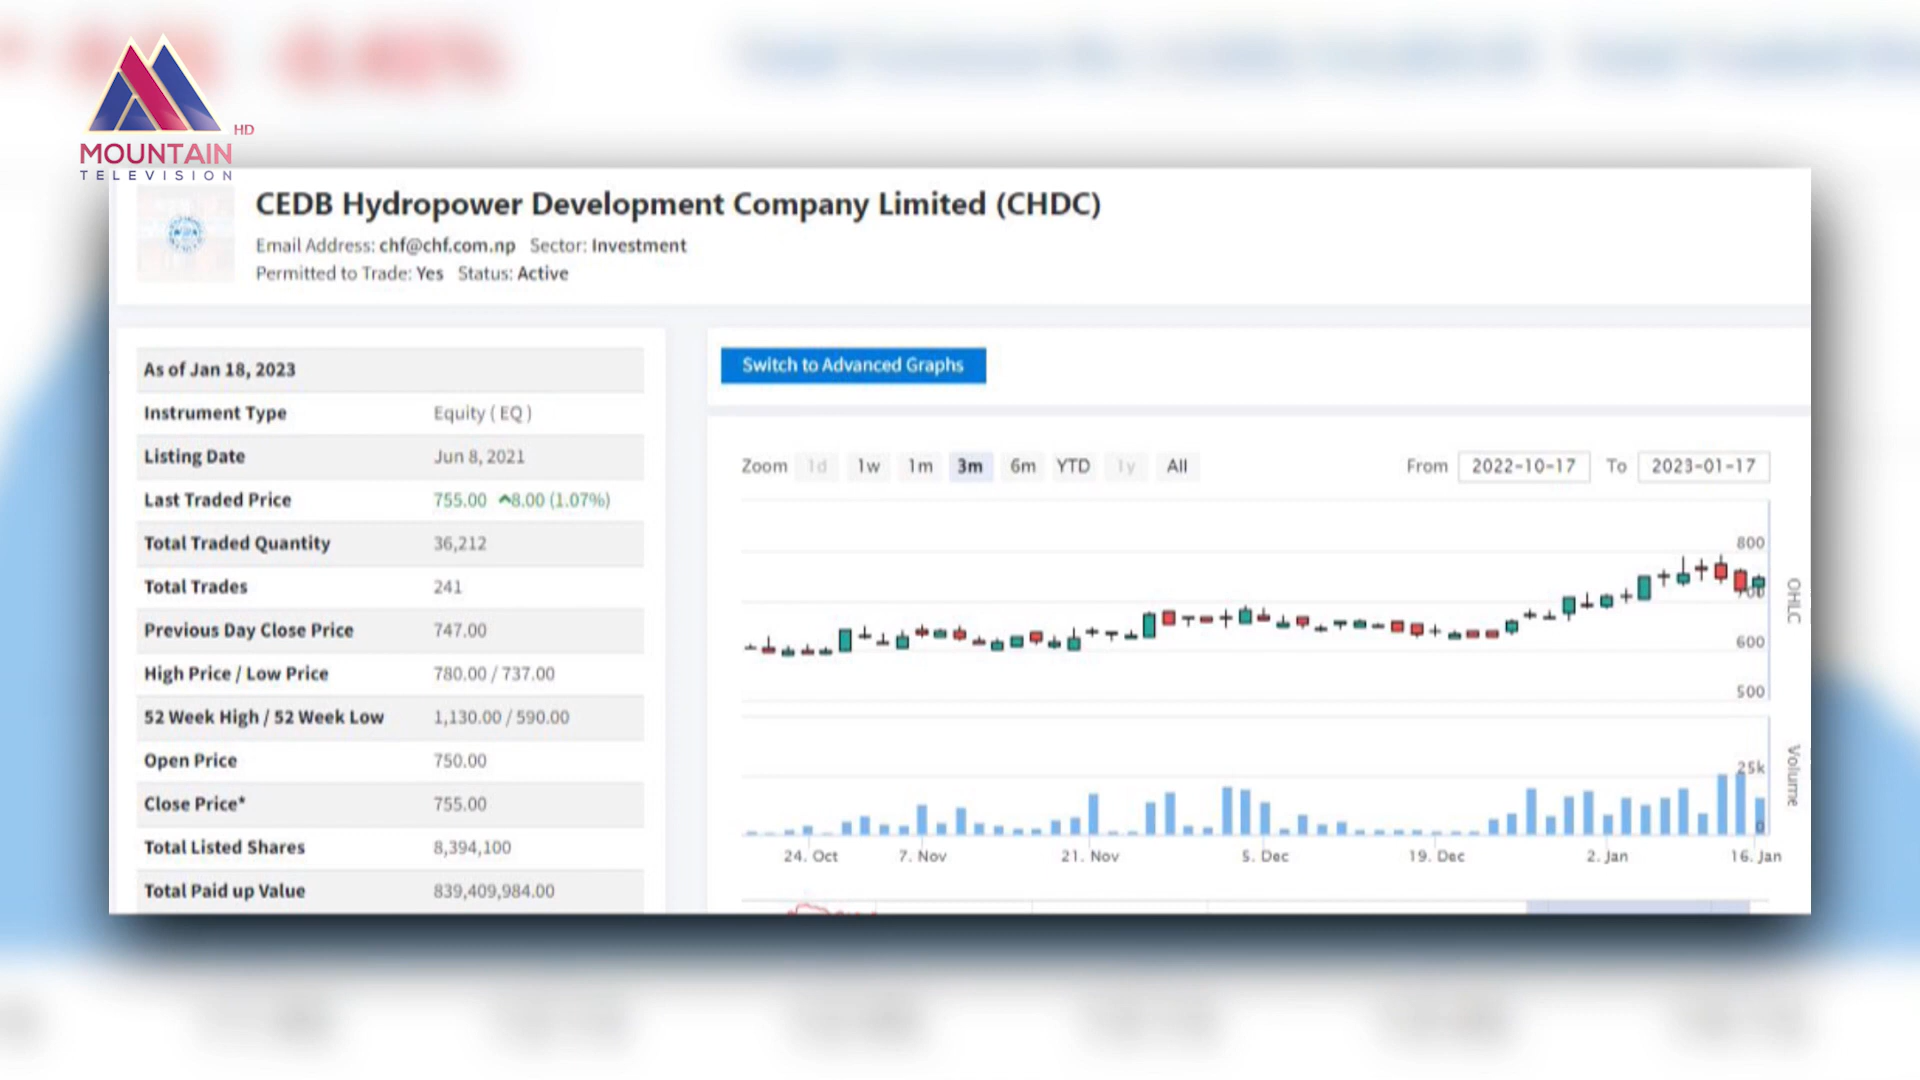 HD
MOUNTAIN
TELEVISION
CEDB Hydropower Development Company Limited (CHDC)
Email Address: chf@chf.com.np Sector: Investment
Permitted to Trade: Yes Status: Active
As of Jan 18, 2023
Instrument Type Equity ( EQ )
Listing Date Jun 8, 2021
Last Traded Price 755.00 8.00 (1.07%)
Total Traded Quantity 36,212
Total Trades 241
Previous Day Close Price 747.00
High Price / Low Price 780.00 / 737.00
52 Week High / 52 Week Low 1,130.00 / 590.00
Open Price 750.00
Close Price* 755.00
Total Listed Shares 8,394,100
Total Paid up Value 839,409,984.00
Switch to Advanced Graphs
Zoom 1d 1w 1m 3m 6m YTD 1y All From 2022-10-17 To 2023-01-17
800
700
600
500
OHLC
25k
0
Volume
24. Oct 7. Nov 21. Nov 5. Dec 19. Dec 2. Jan 16. Jan